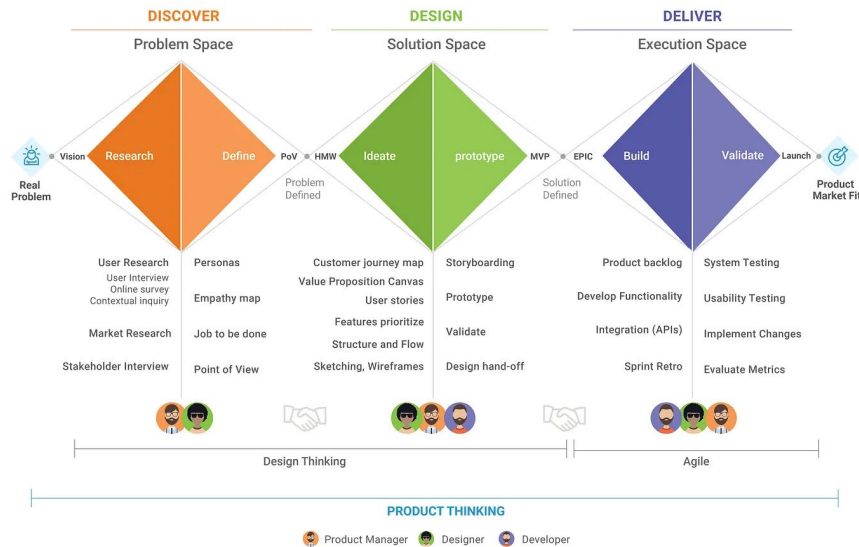 DISCOVER
Problem Space
DESIGN
Solution Space
DELIVER
Execution Space
Real
Problem
Vision
Research
Define
PoV
HMW
Problem
Defined
Ideate
prototype
MVP
EPIC
Solution
Defined
Build
Validate
Launch
Product
Market Fit
User Research
User Interview
Online survey
Contextual inquiry
Market Research
Stakeholder Interview
Personas
Empathy map
Job to be done
Point of View
Customer journey map
Value Proposition Canvas
User stories
Features prioritize
Structure and Flow
Sketching, Wireframes
Storyboarding
Prototype
Validate
Design hand-off
Product backlog
Develop Functionality
Integration (APIs)
Sprint Retro
System Testing
Usability Testing
Implement Changes
Evaluate Metrics
Design Thinking
Agile
PRODUCT THINKING
Product Manager
Designer
Developer